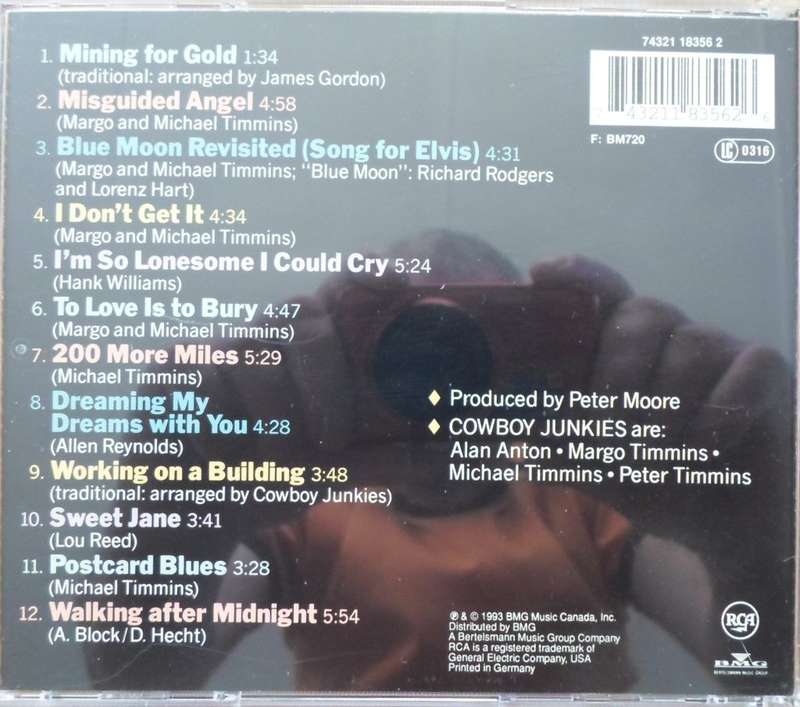 1. Mining for Gold 1:34
(traditional: arranged by James Gordon)
2. Misguided Angel 4:58
(Margo and Michael Timmins)
3. Blue Moon Revisited (Song for Elvis) 4:31
(Margo and Michael Timmins; “Blue Moon”: Richard Rodgers
and Lorenz Hart)
4. I Don’t Get It 4:34
(Margo and Michael Timmins)
5. I’m So Lonesome I Could Cry 5:24
(Hank Williams)
6. To Love Is to Bury 4:47
(Margo and Michael Timmins)
7. 200 More Miles 5:29
(Michael Timmins)
8. Dreaming My
Dreams with You 4:28
(Allen Reynolds)
9. Working on a Building 3:48
(traditional: arranged by Cowboy Junkies)
10. Sweet Jane 3:41
(Lou Reed)
11. Postcard Blues 3:28
(Michael Timmins)
12. Walking after Midnight 5:54
(A. Block/D. Hecht)
74321 18356 2
43211 83562 6
F: BM720
LC 0316
♦ Produced by Peter Moore
♦ COWBOY JUNKIES are:
Alan Anton • Margo Timmins •
Michael Timmins • Peter Timmins
℗ & © 1993 BMG Music Canada, Inc.
Distributed by BMG
A Bertelsmann Music Group Company
RCA is a registered trademark of
General Electric Company, USA
Printed in Germany
RCA
BMG
BERTELSMANN MUSIC GROUP